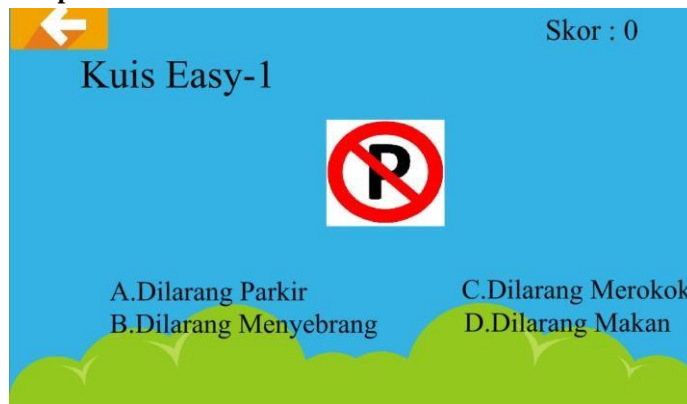 Skor : 0
Kuis Easy-1
P
A.Dilarang Parkir
B.Dilarang Menyebrang
C.Dilarang Merokok
D.Dilarang Makan